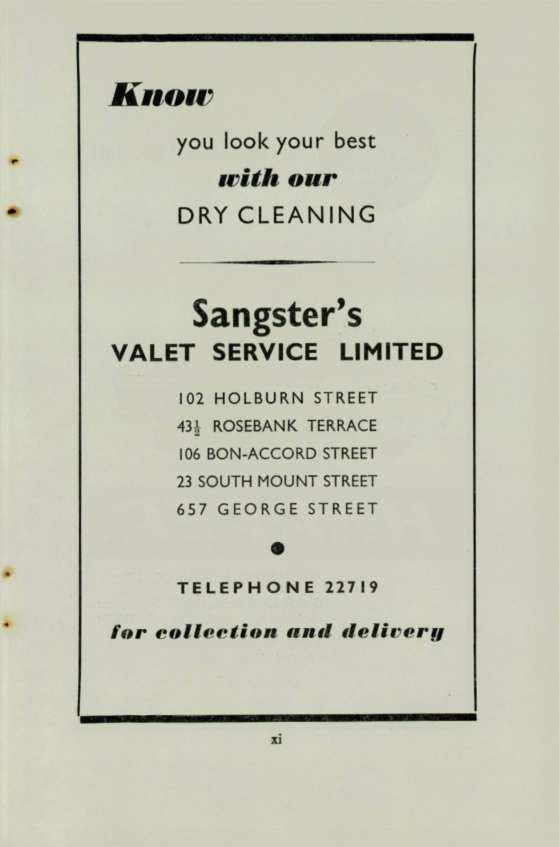 Know
you look your best
with our
DRY CLEANING
Sangster's
VALET SERVICE LIMITED
102 HOLBURN STREET
43½ ROSEBANK TERRACE
106 BON-ACCORD STREET
23 SOUTH MOUNT STREET
657 GEORGE STREET
TELEPHONE 22719
for collection and delivery
xi